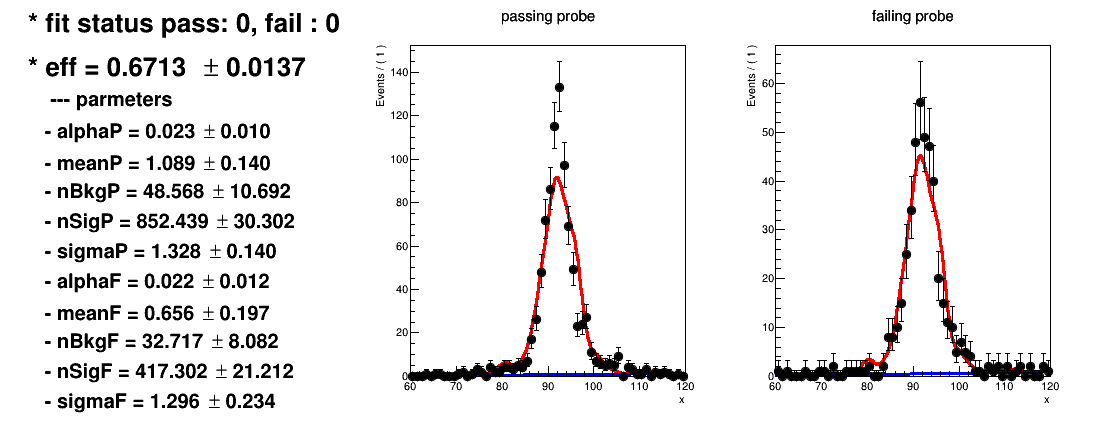 * fit status pass: 0, fail : 0
* eff = 0.6713 ± 0.0137
--- parmeters
- alphaP = 0.023 ± 0.010
- meanP = 1.089 ± 0.140
- nBkgP = 48.568 ± 10.692
- nSigP = 852.439 ± 30.302
- sigmaP = 1.328 ± 0.140
- alphaF = 0.022 ± 0.012
- meanF = 0.656 ± 0.197
- nBkgF = 32.717 ± 8.082
- nSigF = 417.302 ± 21.212
- sigmaF = 1.296 ± 0.234
passing probe
Events / ( 1 )
140
120
100
80
60
40
20
0
60 70 80 90 100 110 120
x
failing probe
Events / ( 1 )
60
50
40
30
20
10
0
60 70 80 90 100 110 120
x